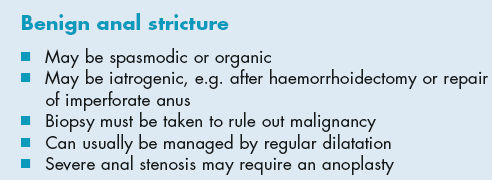 Benign anal stricture
■ May be spasmodic or organic
■ May be iatrogenic, e.g. after haemorrhoidectomy or repair
of imperforate anus
■ Biopsy must be taken to rule out malignancy
■ Can usually be managed by regular dilatation
■ Severe anal stenosis may require an anoplasty